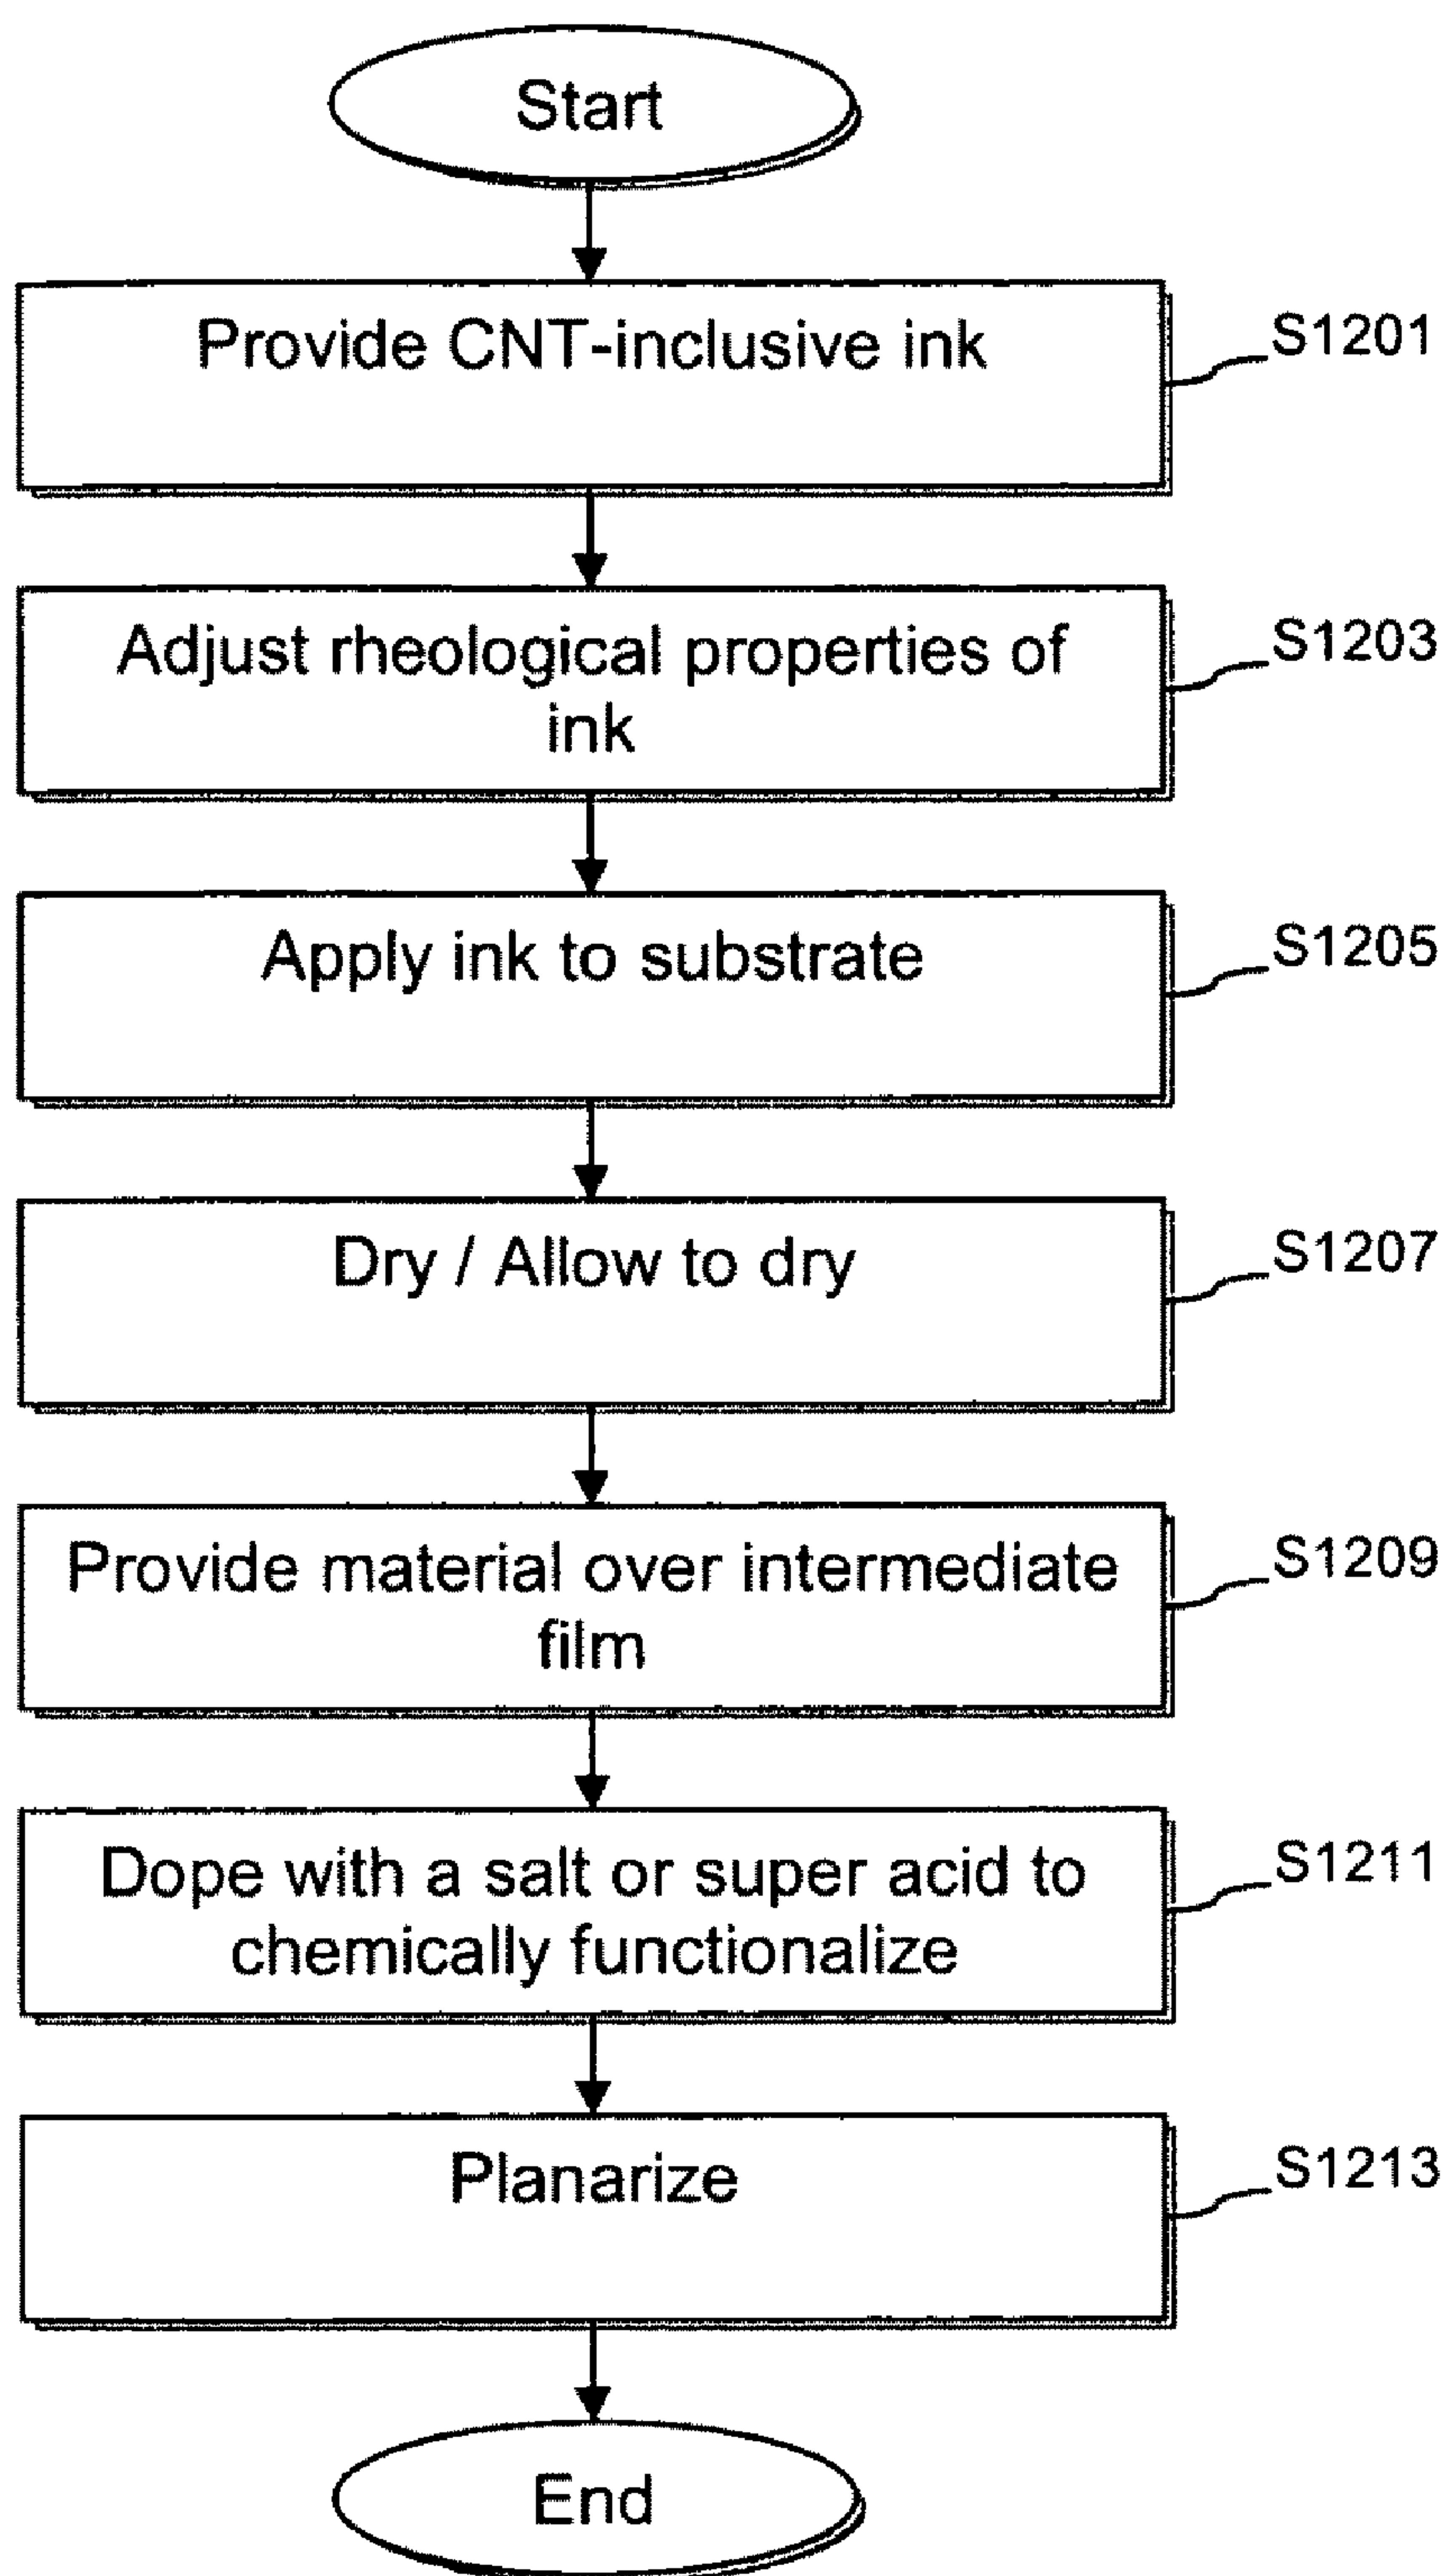 Start
Provide CNT-inclusive ink
S1201
Adjust rheological properties of
ink
S1203
Apply ink to substrate
S1205
Dry / Allow to dry
S1207
Provide material over intermediate
film
S1209
Dope with a salt or super acid to
chemically functionalize
S1211
Planarize
S1213
End